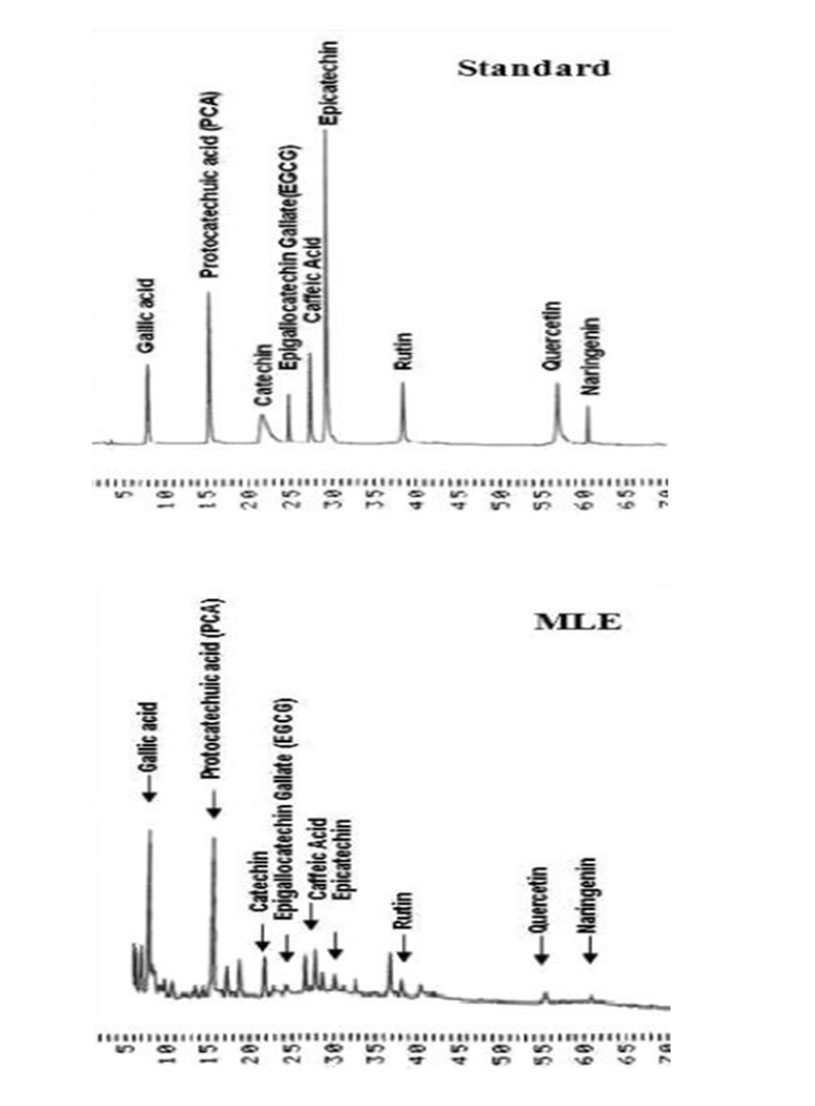 Standard
Gallic acid
Protocatechuic acid (PCA)
Catechin
Epigallocatechin Gallate(EGCG)
Caffeic Acid
Epicatechin
Rutin
Quercetin
Naringenin
5 10 15 20 25 30 35 40 45 50 55 60 65 70
MLE
Gallic acid
Protocatechuic acid (PCA)
Catechin
Epigallocatechin Gallate (EGCG)
Caffeic Acid
Epicatechin
Rutin
Quercetin
Naringenin
5 10 15 20 25 30 35 40 45 50 55 60 65 70